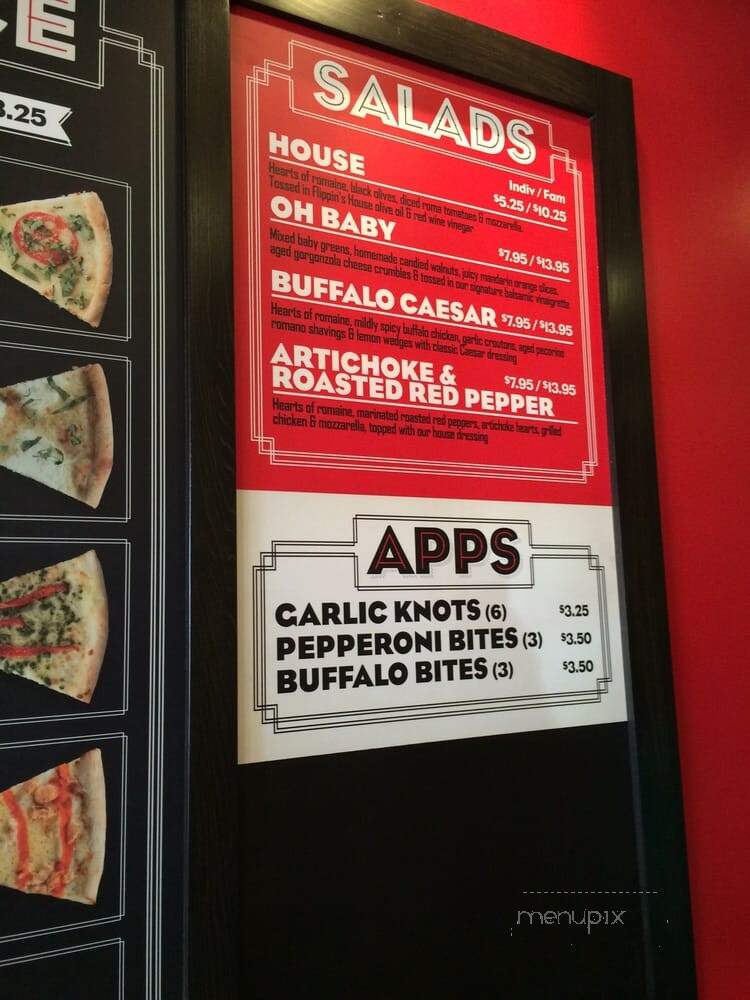 CE
3.25
SALADS
HOUSE
Indiv / Fam
$5.25 / $10.25
Hearts of romaine, black olives, diced roma tomatoes & mozzarella.
Tossed in Flippin's House olive oil & red wine vinegar
OH BABY
$7.95 / $13.95
Mixed baby greens, homemade candied walnuts, juicy mandarin orange slices,
aged gorgonzola cheese crumbles & tossed in our signature balsamic vinaigrette
BUFFALO CAESAR $7.95 / $13.95
Hearts of romaine, mildly spicy buffalo chicken, garlic croutons, aged pecorino
romano shavings & lemon wedges with classic Caesar dressing
ARTICHOKE &
ROASTED RED PEPPER
$7.95 / $13.95
Hearts of romaine, marinated roasted red peppers, artichoke hearts, grilled
chicken & mozzarella, topped with our house dressing
APPS
GARLIC KNOTS (6) $3.25
PEPPERONI BITES (3) $3.50
BUFFALO BITES (3) $3.50
menupix